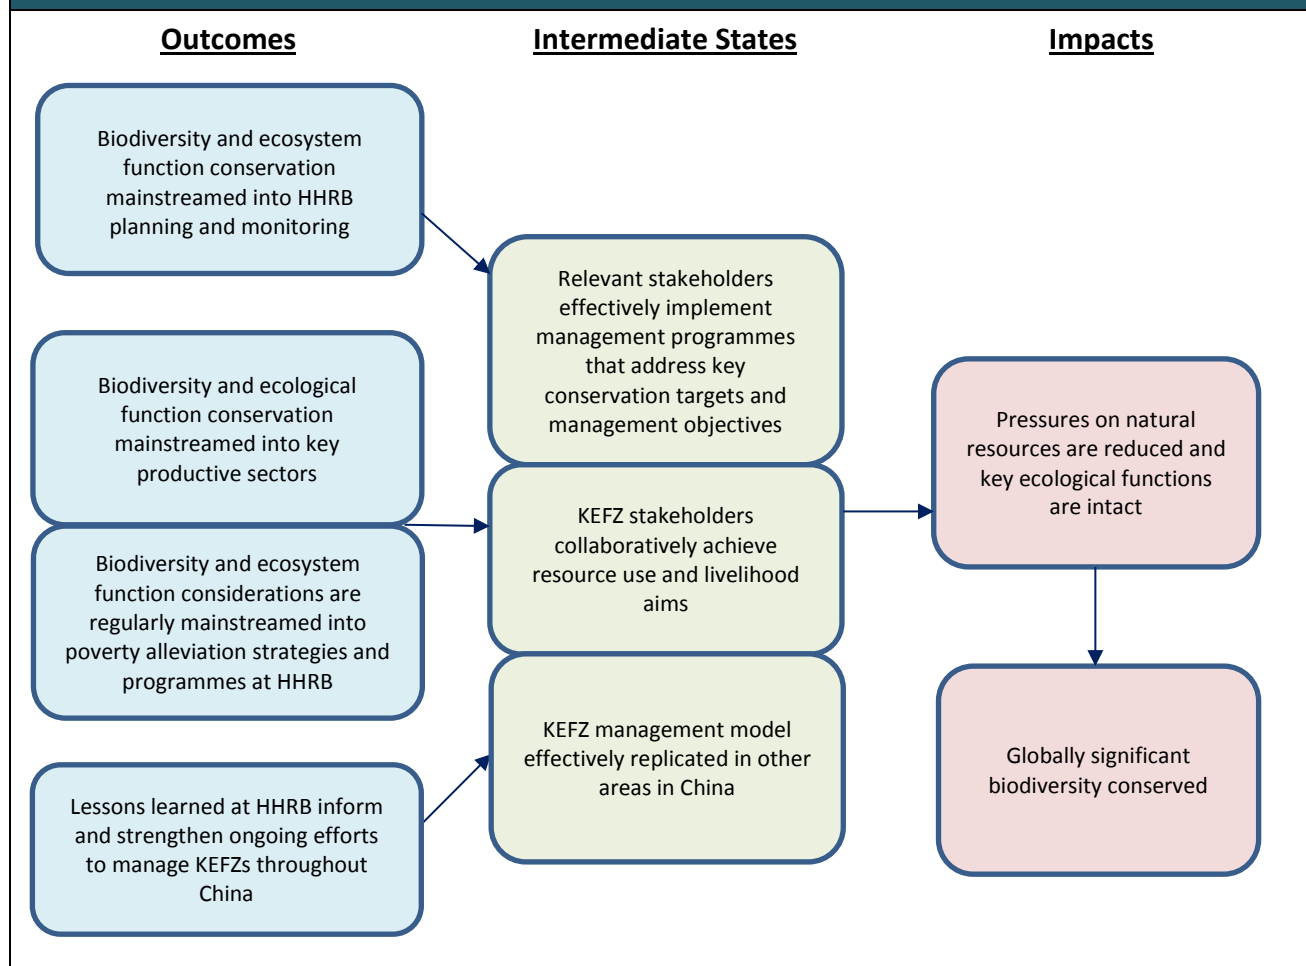 Outcomes
Intermediate States
Impacts
Biodiversity and ecosystem
function conservation
mainstreamed into HHRB
planning and monitoring
Biodiversity and ecological
function conservation
mainstreamed into key
productive sectors
Biodiversity and ecosystem
function considerations are
regularly mainstreamed into
poverty alleviation strategies and
programmes at HHRB
Lessons learned at HHRB inform
and strengthen ongoing efforts
to manage KEFZs throughout
China
Relevant stakeholders
effectively implement
management programmes
that address key
conservation targets and
management objectives
KEFZ stakeholders
collaboratively achieve
resource use and livelihood
aims
KEFZ management model
effectively replicated in other
areas in China
Pressures on natural
resources are reduced and
key ecological functions
are intact
Globally significant
biodiversity conserved